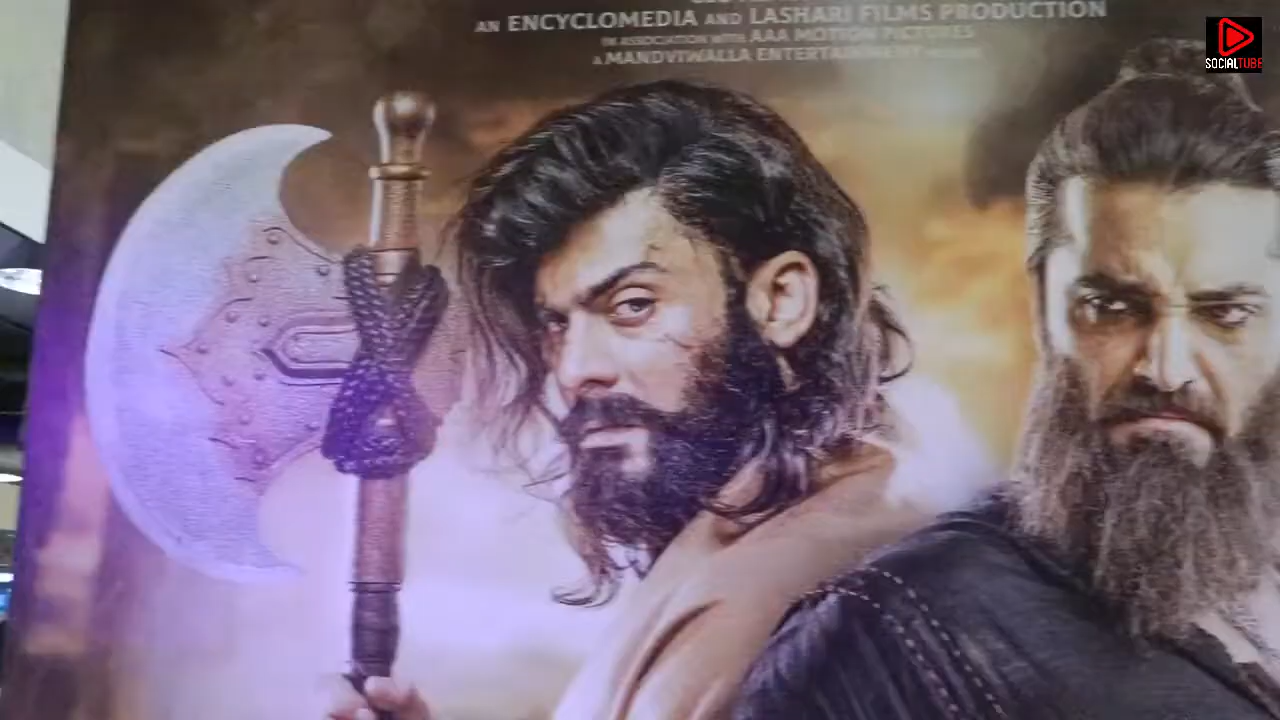 AN ENCYCLOMEDIA AND LASHARI FILMS PRODUCTION
IN ASSOCIATION WITH AAA MOTION PICTURES
A MANDVIWALLA ENTERTAINMENT
SOCIALTUBE